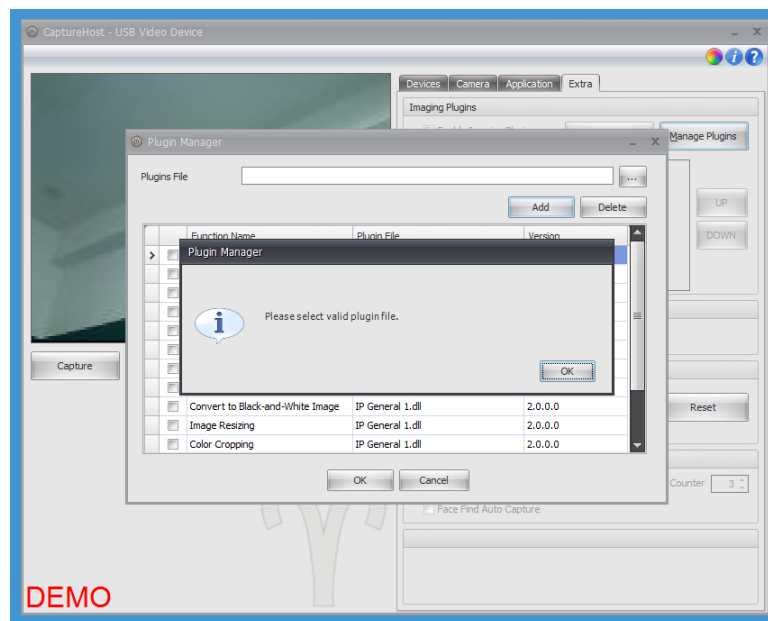 CaptureHost - USB Video Device
Devices Camera Application Extra
Imaging Plugins
Manage Plugins
Plugin Manager
Plugins File
...
Add Delete
UP
DOWN
Function Name Plugin File Version
Plugin Manager
Please select valid plugin file.
OK
Capture
Convert to Black-and-White Image IP General 1.dll 2.0.0.0
Image Resizing IP General 1.dll 2.0.0.0
Color Cropping IP General 1.dll 2.0.0.0
Reset
OK Cancel
Counter 3
Face Find Auto Capture
DEMO